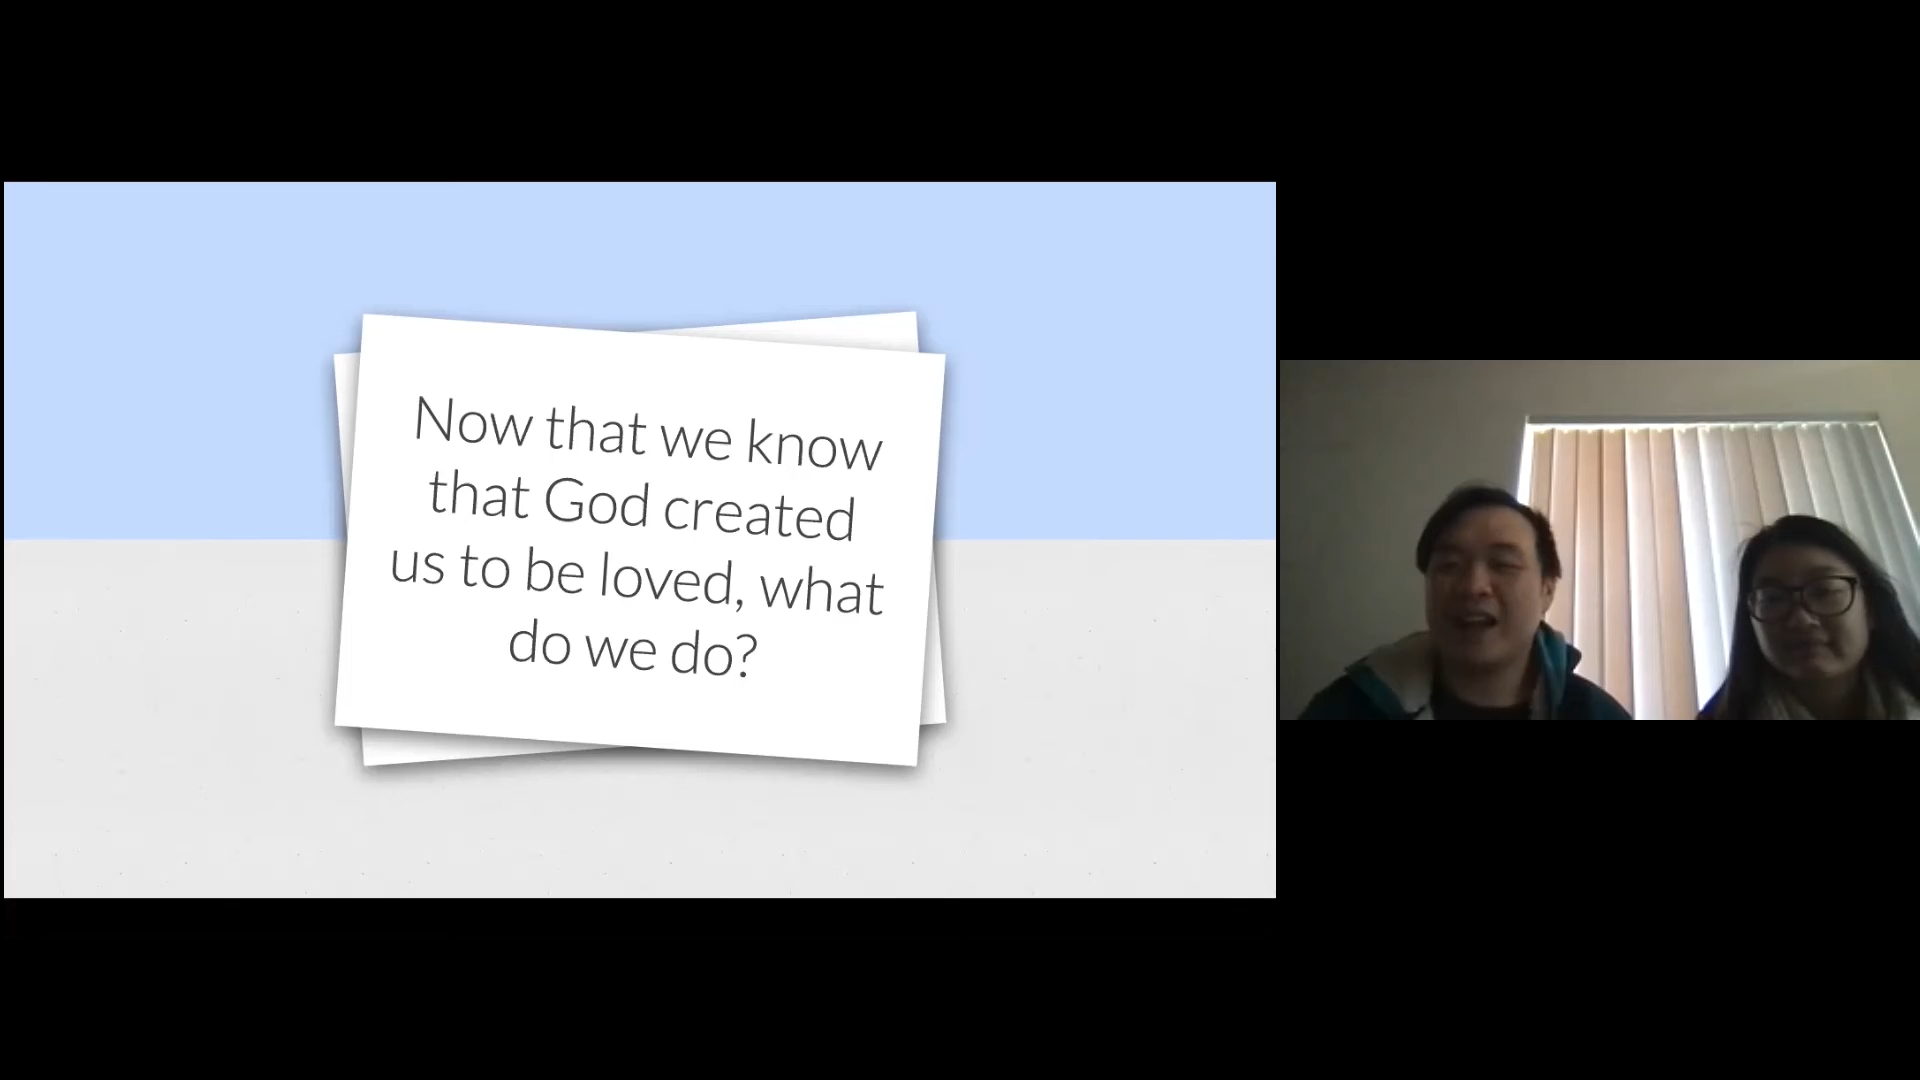 Now that we know
that God created
us to be loved, what
do we do?